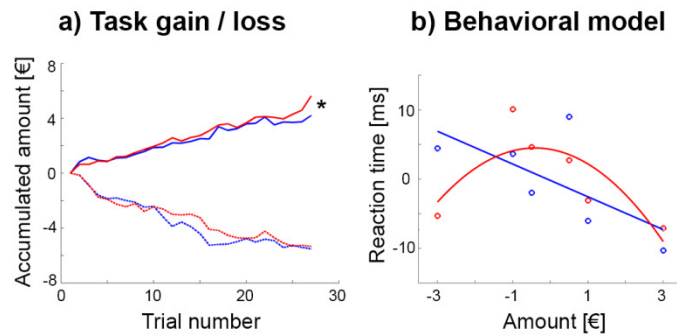 a) Task gain / loss
Accumulated amount [€]
8
4
0
-4
-8
*
0
10
20
30
Trial number
b) Behavioral model
Reaction time [ms]
10
0
-10
-3
-1
1
3
Amount [€]